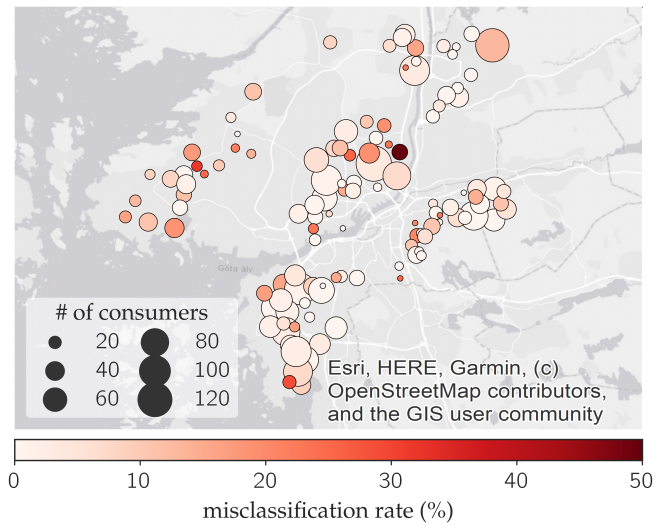 Göta älv
# of consumers
20 80
40 100
60 120
Esri, HERE, Garmin, (c)
OpenStreetMap contributors,
and the GIS user community
0 10 20 30 40 50
misclassification rate (%)